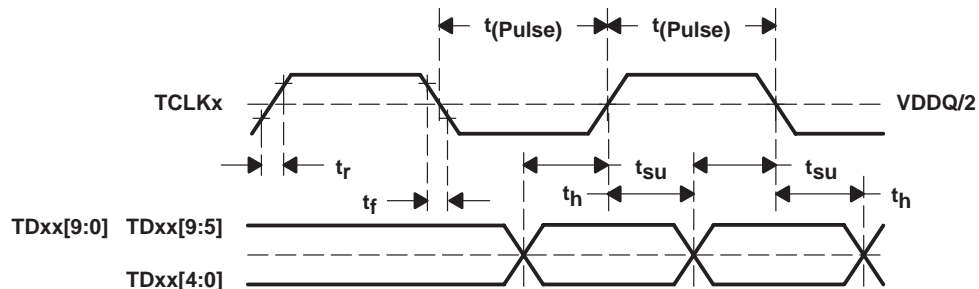 t(Pulse) t(Pulse)
TCLKx VDDQ/2
tr tsu tsu
tf th th
TDxx[9:0] TDxx[9:5]
TDxx[4:0]